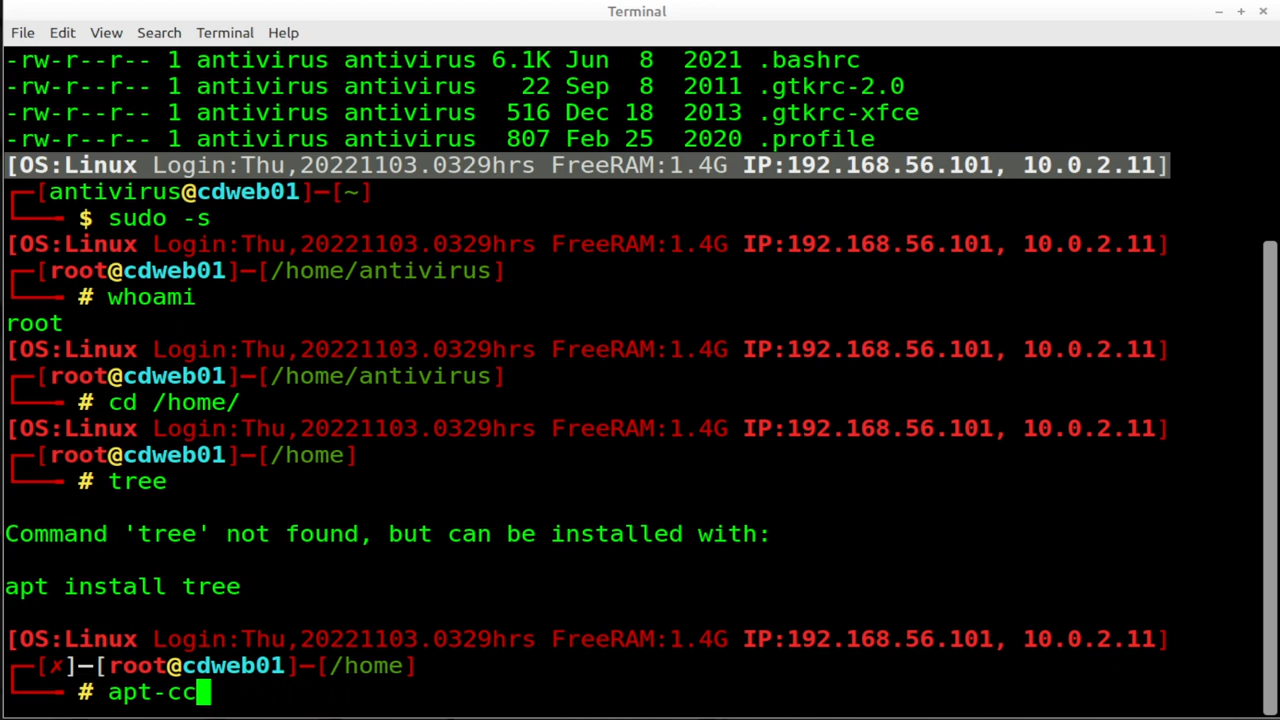 Terminal
File Edit View Search Terminal Help
-rw-r--r-- 1 antivirus antivirus 6.1K Jun  8  2021 .bashrc
-rw-r--r-- 1 antivirus antivirus   22 Sep  8  2011 .gtkrc-2.0
-rw-r--r-- 1 antivirus antivirus  516 Dec 18  2013 .gtkrc-xfce
-rw-r--r-- 1 antivirus antivirus  807 Feb 25  2020 .profile
[OS:Linux Login:Thu,20221103.0329hrs FreeRAM:1.4G IP:192.168.56.101, 10.0.2.11]
┌─[antivirus@cdweb01]─[~]
└──╼ $ sudo -s
[OS:Linux Login:Thu,20221103.0329hrs FreeRAM:1.4G IP:192.168.56.101, 10.0.2.11]
┌─[root@cdweb01]─[/home/antivirus]
└──╼ # whoami
root
[OS:Linux Login:Thu,20221103.0329hrs FreeRAM:1.4G IP:192.168.56.101, 10.0.2.11]
┌─[root@cdweb01]─[/home/antivirus]
└──╼ # cd /home/
[OS:Linux Login:Thu,20221103.0329hrs FreeRAM:1.4G IP:192.168.56.101, 10.0.2.11]
┌─[root@cdweb01]─[/home]
└──╼ # tree
Command 'tree' not found, but can be installed with:
apt install tree
[OS:Linux Login:Thu,20221103.0329hrs FreeRAM:1.4G IP:192.168.56.101, 10.0.2.11]
┌─[✗]─[root@cdweb01]─[/home]
└──╼ # apt-cc